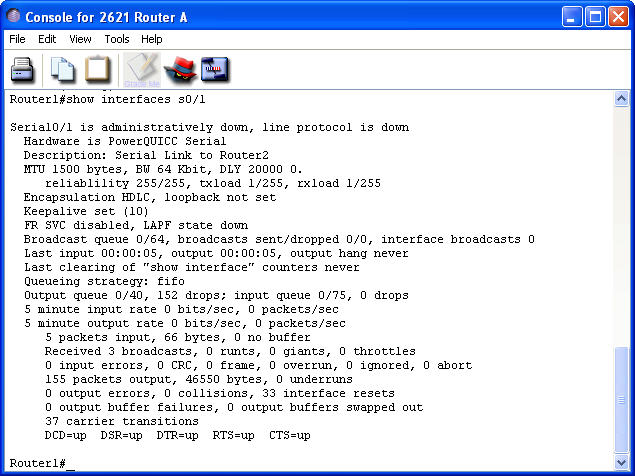 Console for 2621 Router A
File Edit View Tools Help
Grade Me
Router1#show interfaces s0/1
Serial0/1 is administratively down, line protocol is down
Hardware is PowerQUICC Serial
Description: Serial Link to Router2
MTU 1500 bytes, BW 64 Kbit, DLY 20000 0.
reliablility 255/255, txload 1/255, rxload 1/255
Encapsulation HDLC, loopback not set
Keepalive set (10)
FR SVC disabled, LAPF state down
Broadcast queue 0/64, broadcasts sent/dropped 0/0, interface broadcasts 0
Last input 00:00:05, output 00:00:05, output hang never
Last clearing of "show interface" counters never
Queueing strategy: fifo
Output queue 0/40, 152 drops; input queue 0/75, 0 drops
5 minute input rate 0 bits/sec, 0 packets/sec
5 minute output rate 0 bits/sec, 0 packets/sec
5 packets input, 66 bytes, 0 no buffer
Received 3 broadcasts, 0 runts, 0 giants, 0 throttles
0 input errors, 0 CRC, 0 frame, 0 overrun, 0 ignored, 0 abort
155 packets output, 46550 bytes, 0 underruns
0 output errors, 0 collisions, 33 interface resets
0 output buffer failures, 0 output buffers swapped out
37 carrier transitions
DCD=up DSR=up DTR=up RTS=up CTS=up
Router1#_